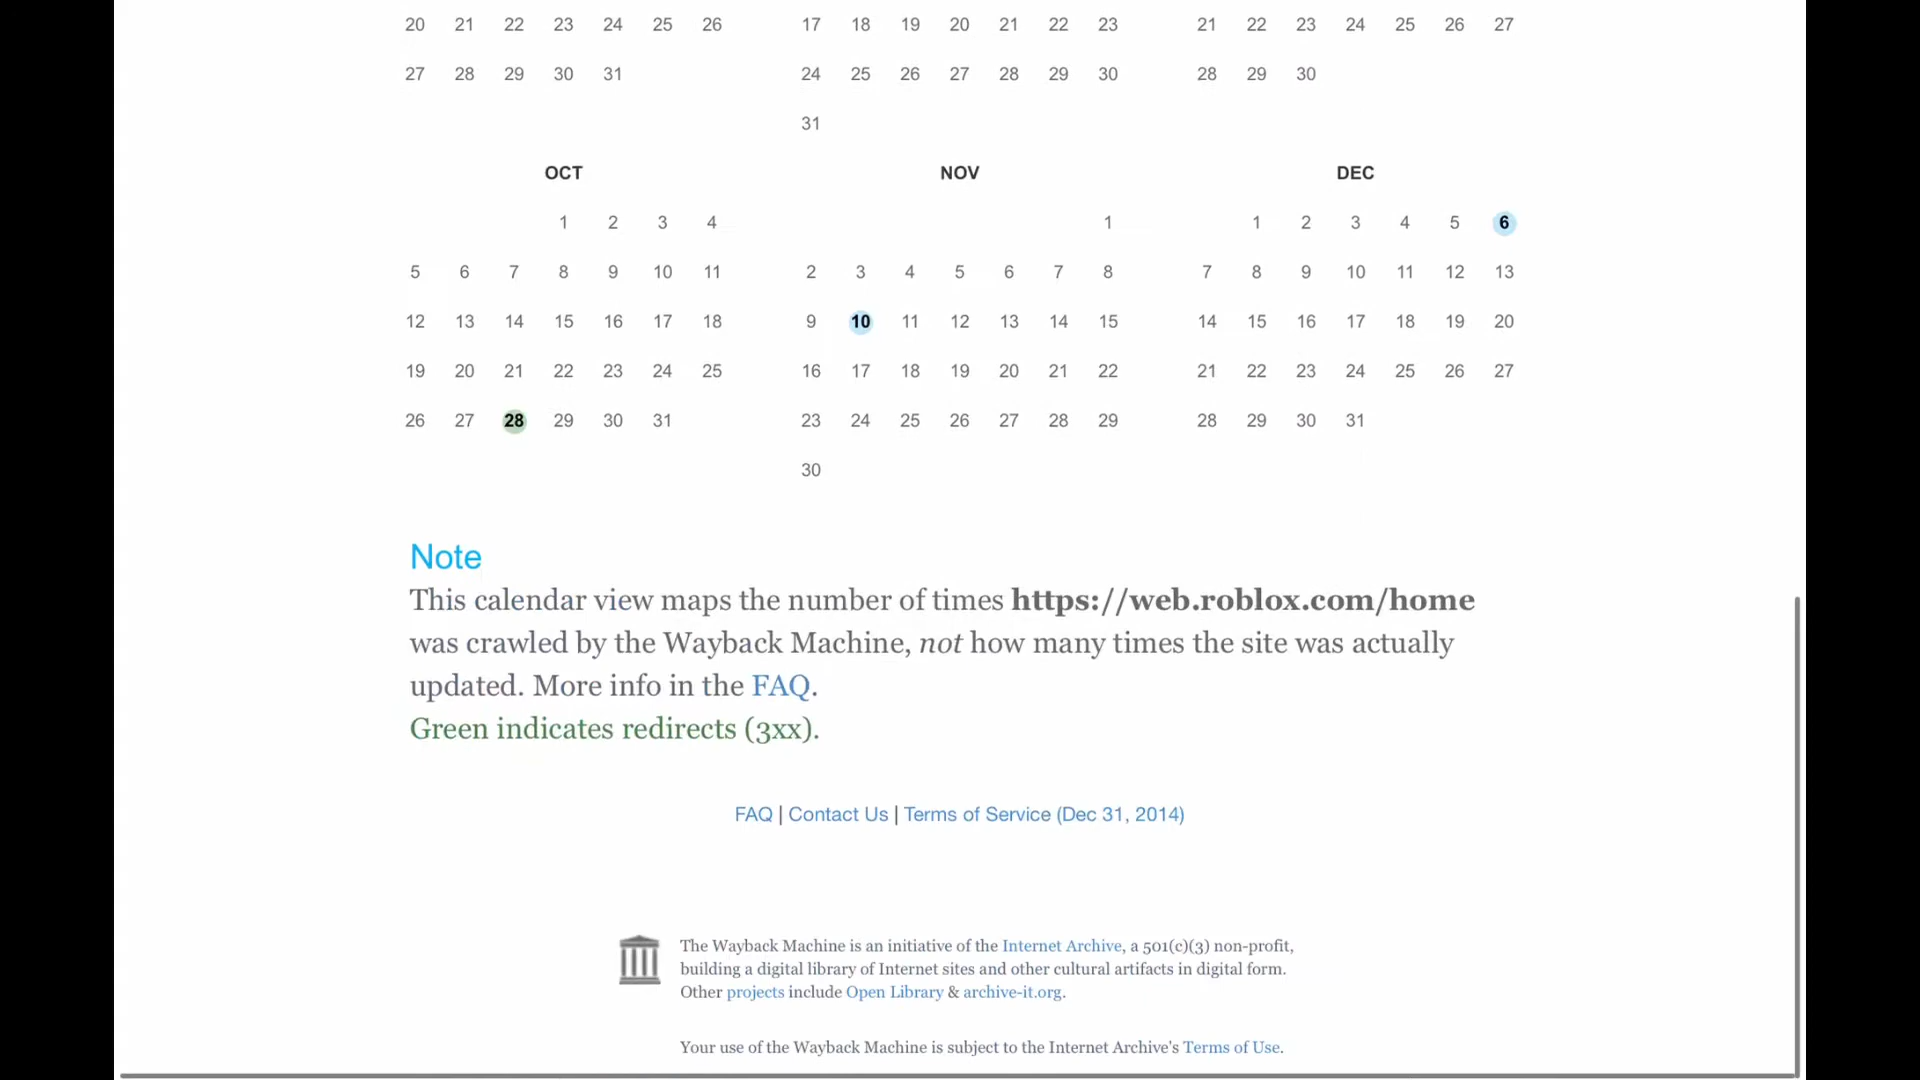 20 21 22 23 24 25 26 17 18 19 20 21 22 23 21 22 23 24 25 26 27
27 28 29 30 31 24 25 26 27 28 29 30 28 29 30
31
OCT NOV DEC
1 2 3 4 1 1 2 3 4 5 6
5 6 7 8 9 10 11 2 3 4 5 6 7 8 7 8 9 10 11 12 13
12 13 14 15 16 17 18 9 10 11 12 13 14 15 14 15 16 17 18 19 20
19 20 21 22 23 24 25 16 17 18 19 20 21 22 21 22 23 24 25 26 27
26 27 28 29 30 31 23 24 25 26 27 28 29 28 29 30 31
30
Note
This calendar view maps the number of times https://web.roblox.com/home
was crawled by the Wayback Machine, not how many times the site was actually
updated. More info in the FAQ.
Green indicates redirects (3xx).
FAQ | Contact Us | Terms of Service (Dec 31, 2014)
The Wayback Machine is an initiative of the Internet Archive, a 501(c)(3) non-profit,
building a digital library of Internet sites and other cultural artifacts in digital form.
Other projects include Open Library & archive-it.org.
Your use of the Wayback Machine is subject to the Internet Archive's Terms of Use.